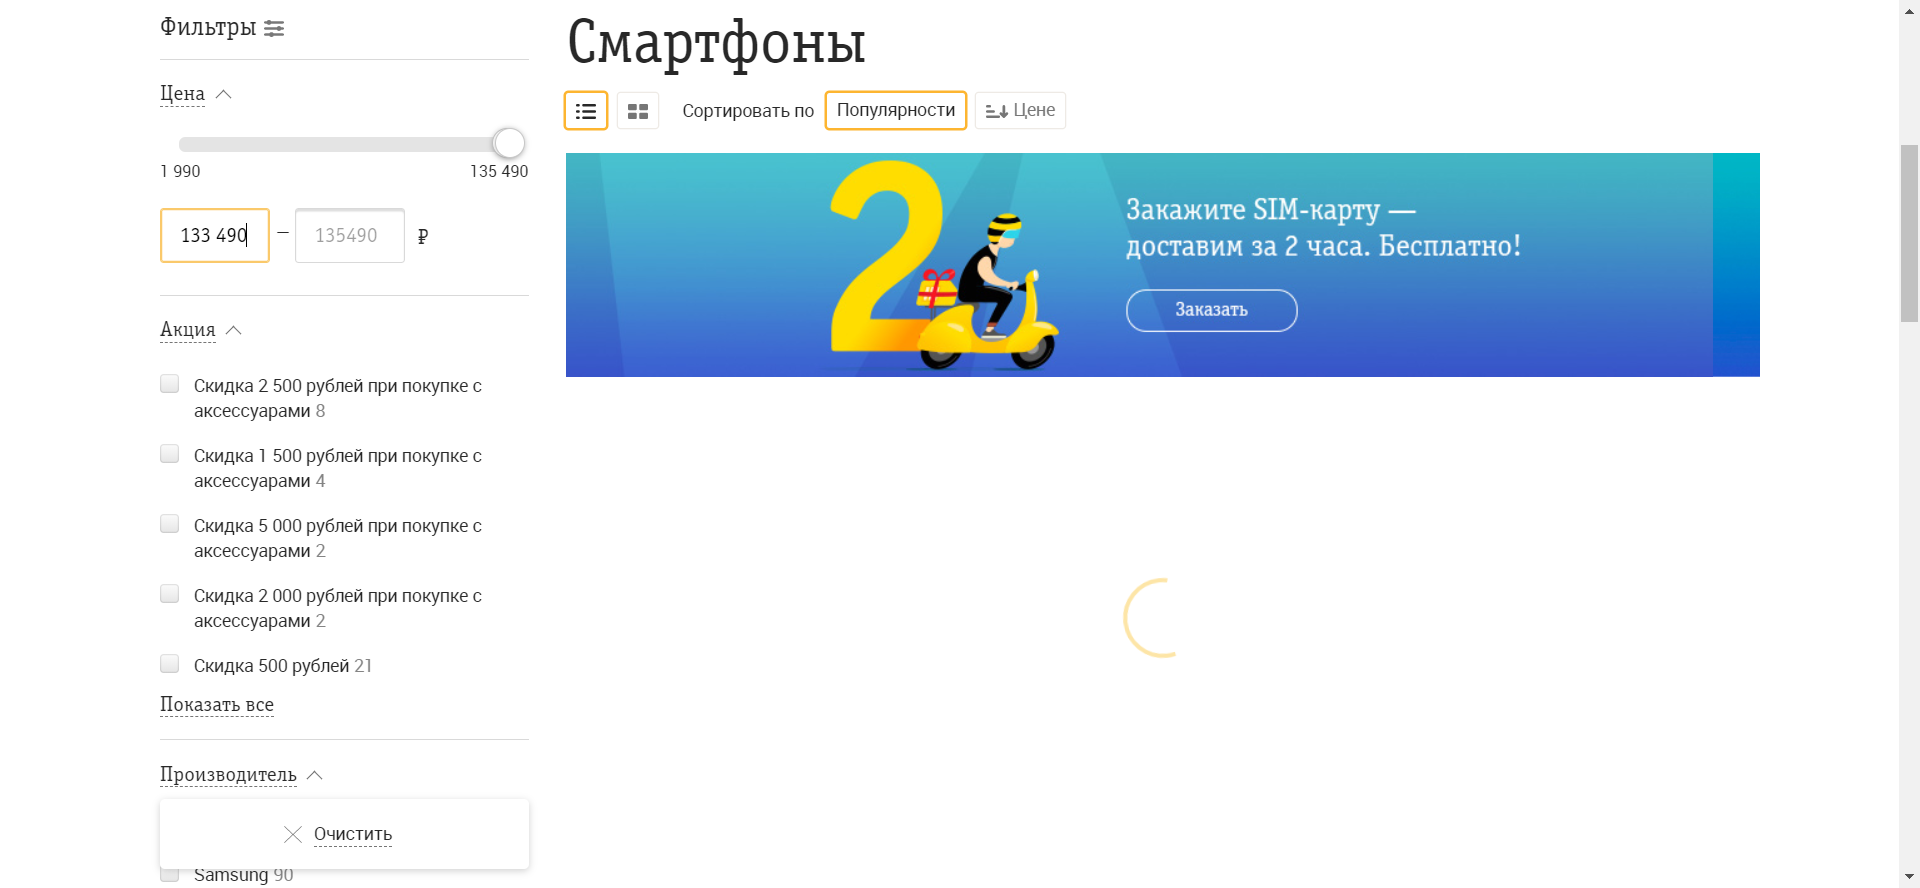 Фильтры
Цена
1 990
135 490
133 490 – 135490 ₽
Акция
Скидка 2 500 рублей при покупке с
аксессуарами 8
Скидка 1 500 рублей при покупке с
аксессуарами 4
Скидка 5 000 рублей при покупке с
аксессуарами 2
Скидка 2 000 рублей при покупке с
аксессуарами 2
Скидка 500 рублей 21
Показать все
Производитель
Очистить
Samsung 90
Смартфоны
Сортировать по Популярности Цене
2
Закажите SIM-карту —
доставим за 2 часа. Бесплатно!
Заказать